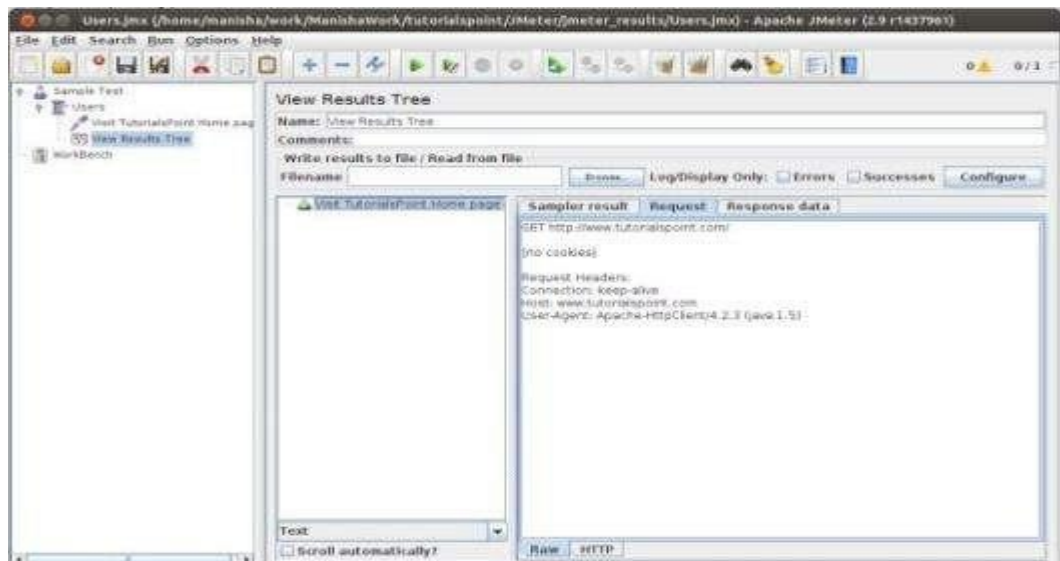 Users.jmx (/home/manisha/work/ManishaWork/tutorialspoint/JMeter/jmeter_results/Users.jmx) - Apache JMeter (2.9 r1437961)
File Edit Search Run Options Help
0 0/1
Sample Test
Users
Visit TutorialsPoint Home pag
View Results Tree
WorkBench
View Results Tree
Name: View Results Tree
Comments:
Write results to file / Read from file
Filename Browse... Log/Display Only: Errors Successes Configure
Visit TutorialsPoint Home page
Sampler result Request Response data
GET http://www.tutorialspoint.com/
[no cookies]
Request Headers:
Connection: keep-alive
Host: www.tutorialspoint.com
User-Agent: Apache-HttpClient/4.2.3 (java 1.5)
Text
Scroll automatically?
Raw HTTP